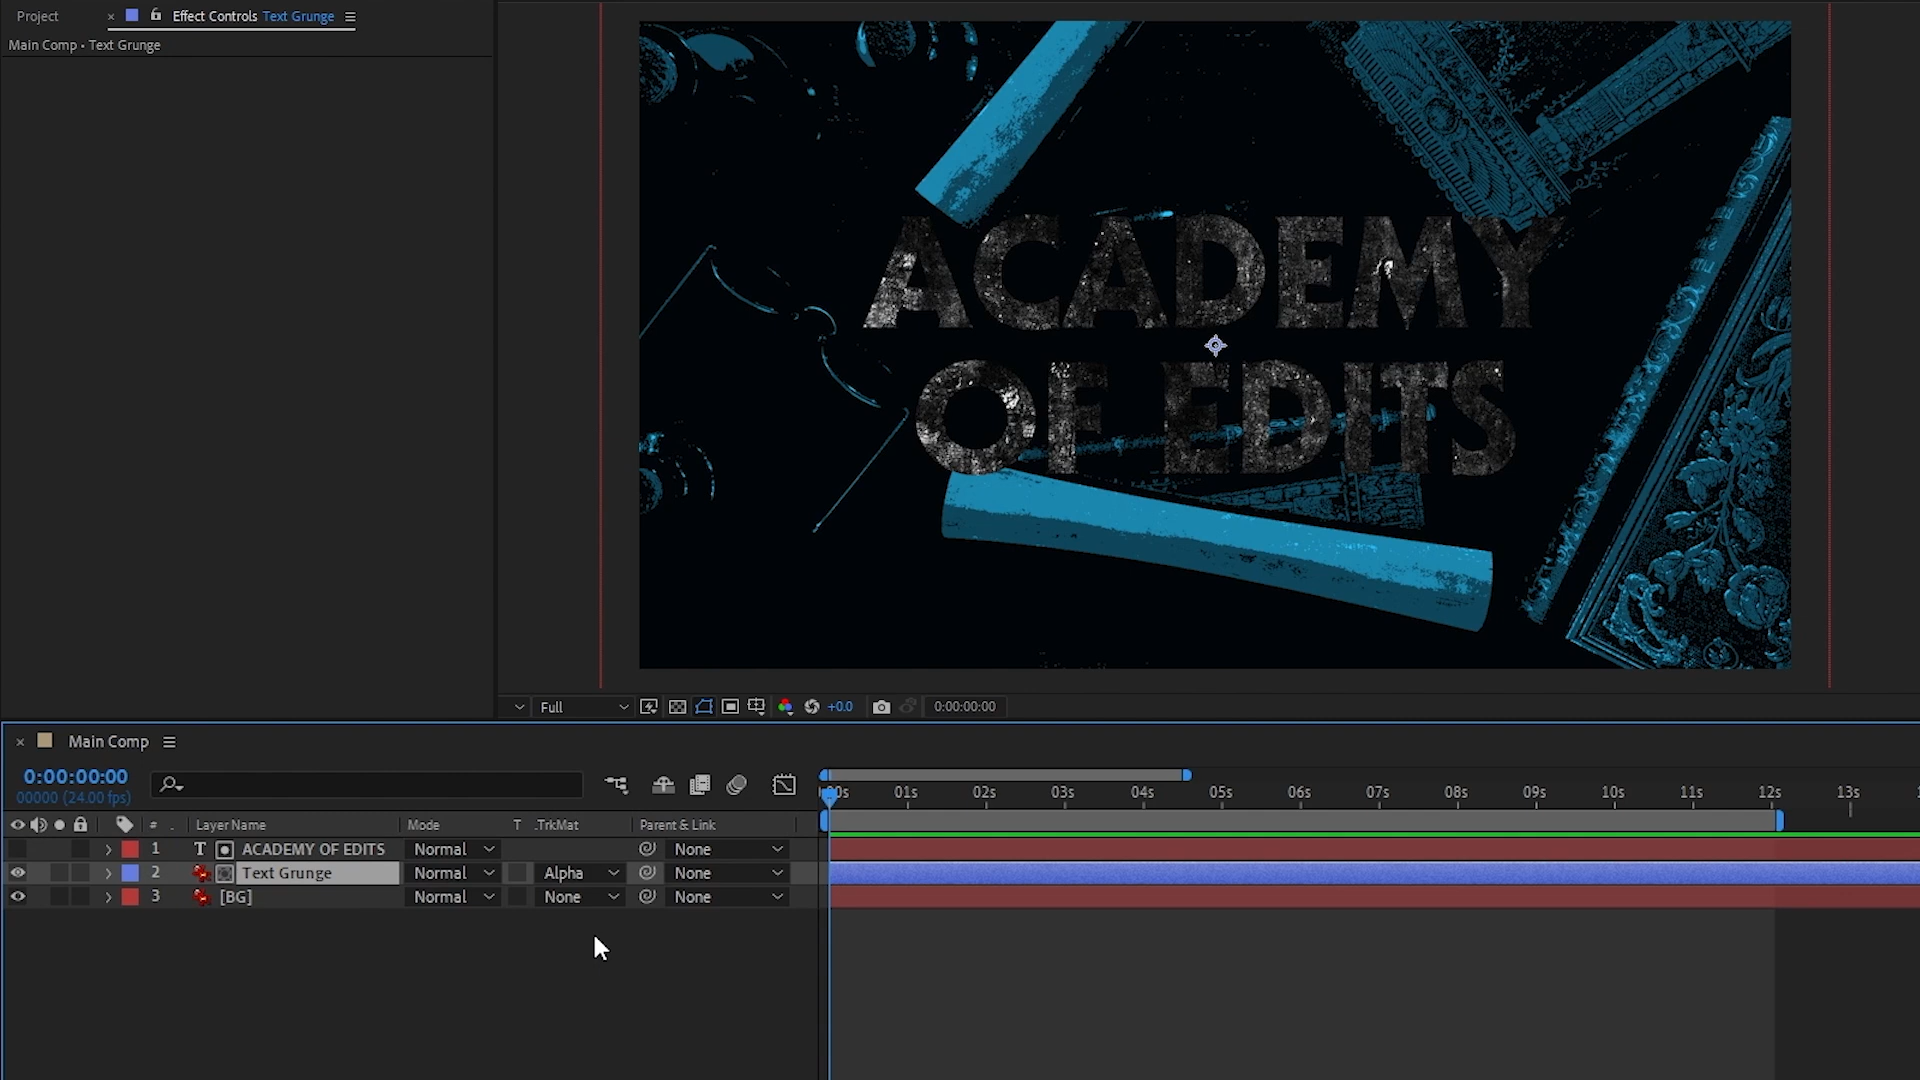 Project
× Effect Controls Text Grunge
Main Comp • Text Grunge
ACADEMY
OF EDITS
Full
+0.0
0:00:00:00
× Main Comp
0:00:00:00
00000 (24.00 fps)
01s 02s 03s 04s 05s 06s 07s 08s 09s 10s 11s 12s 13s
# . Layer Name Mode T .TrkMat Parent & Link
1 T ACADEMY OF EDITS Normal None
2 Text Grunge Normal Alpha None
3 [BG] Normal None None